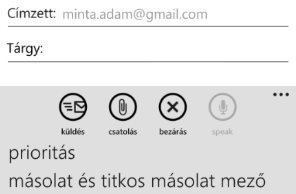 Címzett: minta.adam@gmail.com
Tárgy:
küldés csatolás bezárás speak
prioritás
másolat és titkos másolat mező